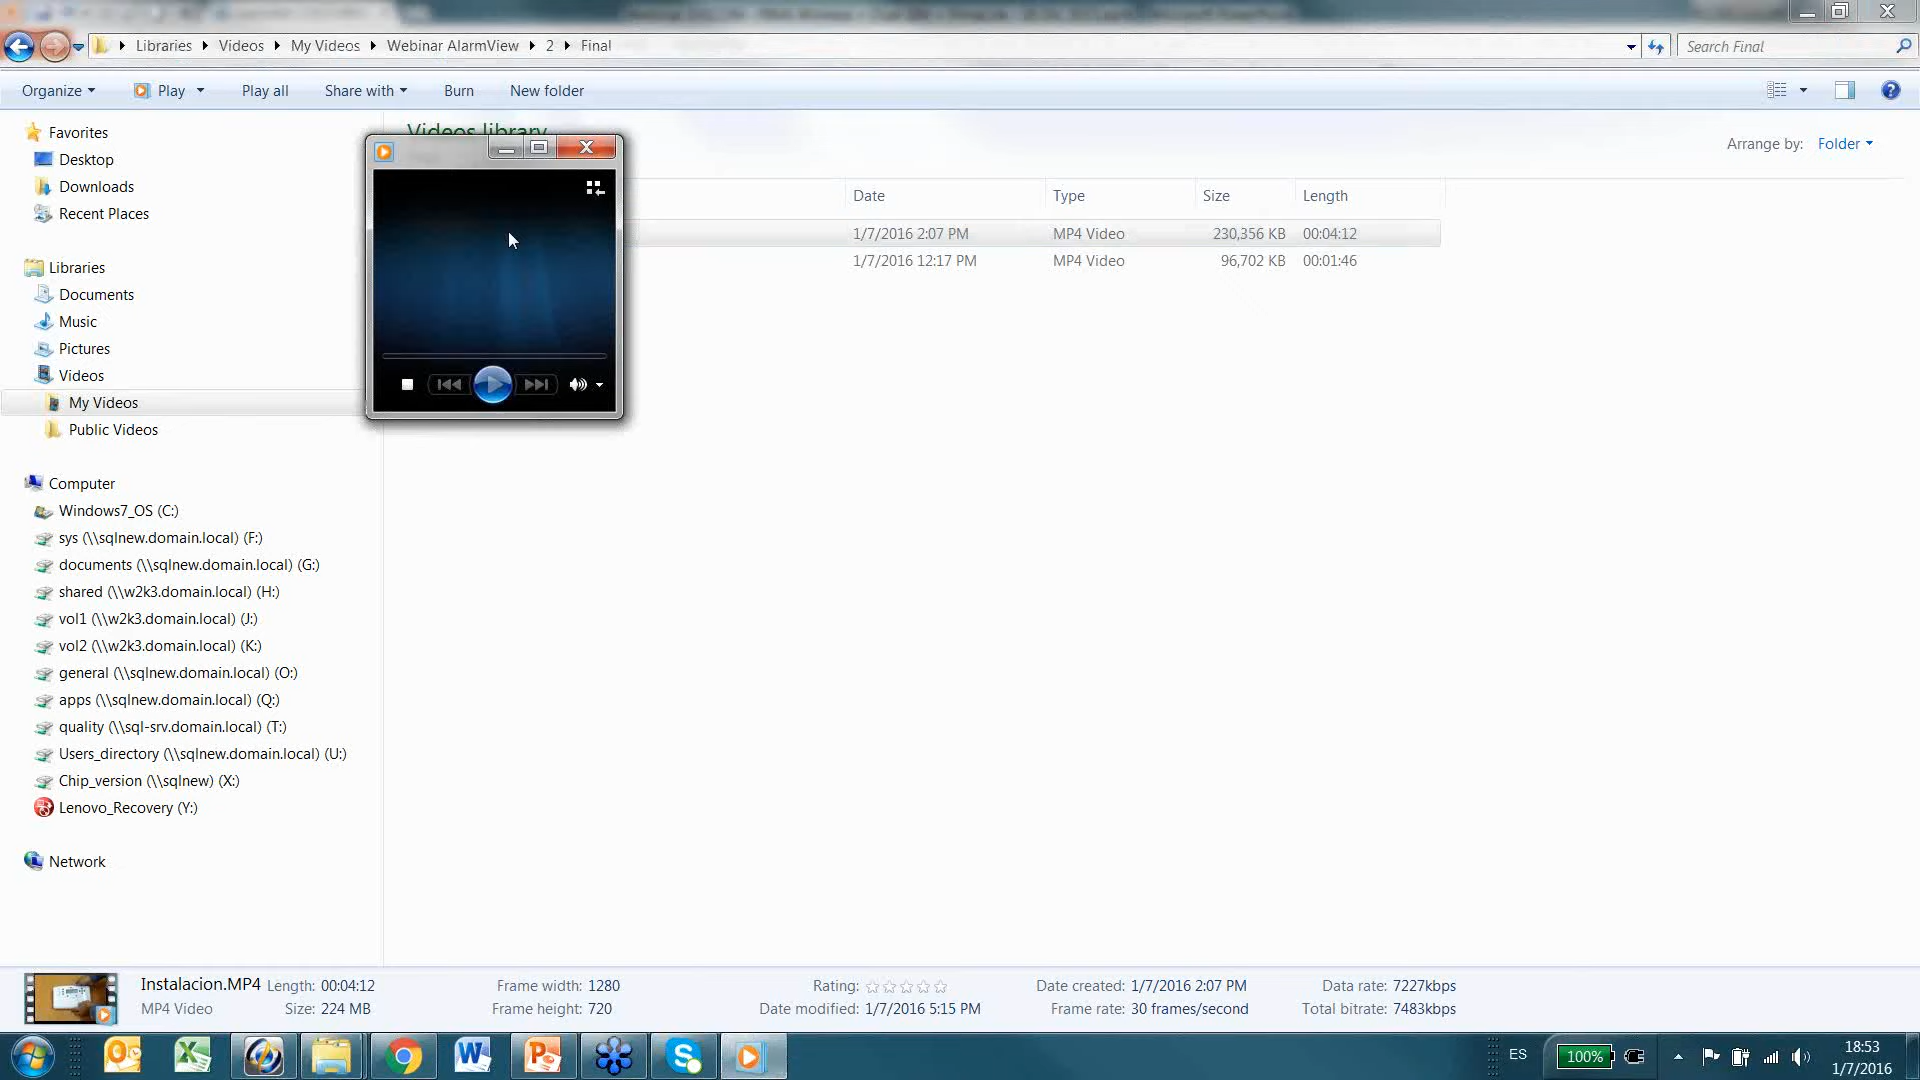 Libraries Videos My Videos Webinar AlarmView 2 Final
Search Final
Organize Play Play all Share with Burn New folder
Videos library
Arrange by: Folder
Date Type Size Length
1/7/2016 2:07 PM MP4 Video 230,356 KB 00:04:12
1/7/2016 12:17 PM MP4 Video 96,702 KB 00:01:46
Favorites
Desktop
Downloads
Recent Places
Libraries
Documents
Music
Pictures
Videos
My Videos
Public Videos
Computer
Windows7_OS (C:)
sys (\\sqlnew.domain.local) (F:)
documents (\\sqlnew.domain.local) (G:)
shared (\\w2k3.domain.local) (H:)
vol1 (\\w2k3.domain.local) (J:)
vol2 (\\w2k3.domain.local) (K:)
general (\\sqlnew.domain.local) (O:)
apps (\\sqlnew.domain.local) (Q:)
quality (\\sql-srv.domain.local) (T:)
Users_directory (\\sqlnew.domain.local) (U:)
Chip_version (\\sqlnew) (X:)
Lenovo_Recovery (Y:)
Network
Instalacion.MP4 Length: 00:04:12 Frame width: 1280 Rating: Date created: 1/7/2016 2:07 PM Data rate: 7227kbps
MP4 Video Size: 224 MB Frame height: 720 Date modified: 1/7/2016 5:15 PM Frame rate: 30 frames/second Total bitrate: 7483kbps
ES 100% 18:53
1/7/2016